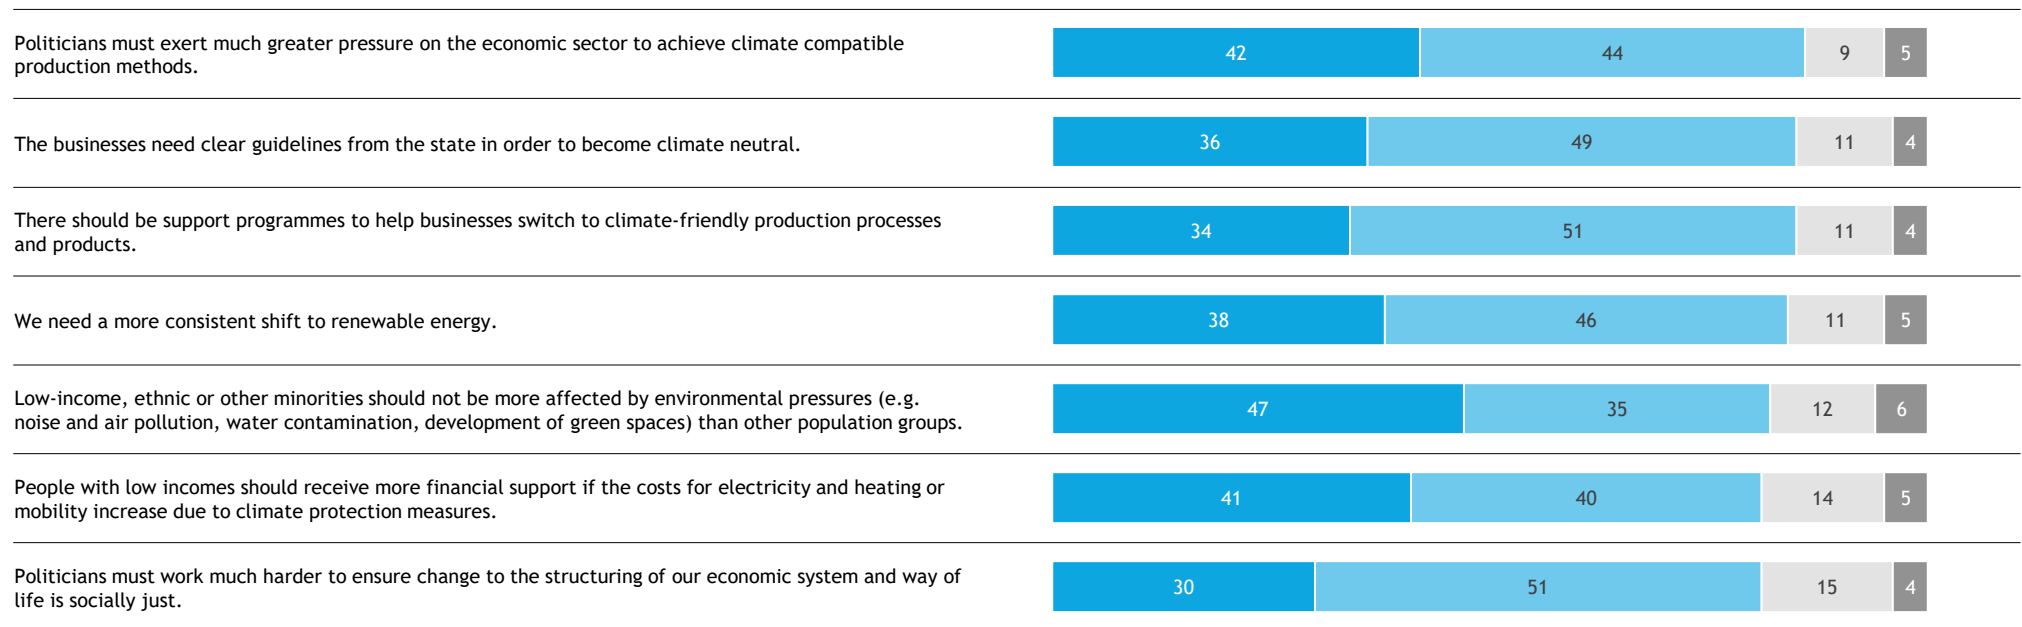 Politicians must exert much greater pressure on the economic sector to achieve climate compatible
production methods.
42 44 9 5
The businesses need clear guidelines from the state in order to become climate neutral.
36 49 11 4
There should be support programmes to help businesses switch to climate-friendly production processes
and products.
34 51 11 4
We need a more consistent shift to renewable energy.
38 46 11 5
Low-income, ethnic or other minorities should not be more affected by environmental pressures (e.g.
noise and air pollution, water contamination, development of green spaces) than other population groups.
47 35 12 6
People with low incomes should receive more financial support if the costs for electricity and heating or
mobility increase due to climate protection measures.
41 40 14 5
Politicians must work much harder to ensure change to the structuring of our economic system and way of
life is socially just.
30 51 15 4